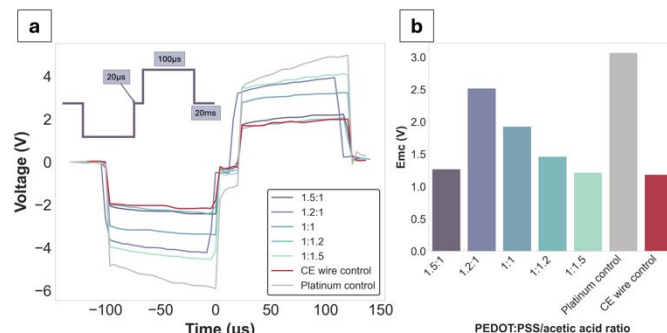 a
Voltage (V)
4
2
0
−2
−4
−6
20µs
100µs
20ms
1.5:1
1.2:1
1:1
1:1.2
1:1.5
CE wire control
Platinum control
−100 −50 0 50 100 150
Time (µs)
b
Emc (V)
3.0
2.5
2.0
1.5
1.0
0.5
0.0
1.5:1
1.2:1
1:1
1:1.2
1:1.5
Platinum control
CE wire control
PEDOT:PSS/acetic acid ratio